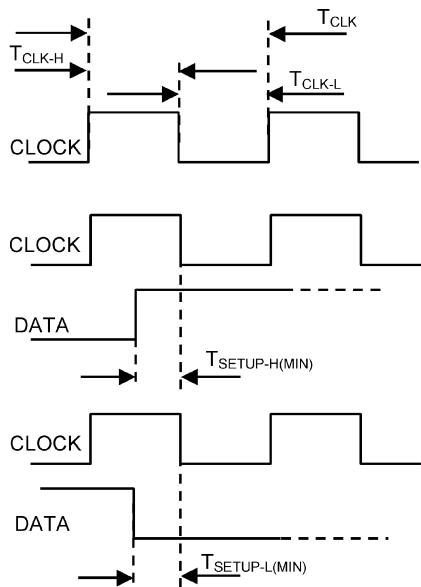 T_CLK
T_CLK-H
T_CLK-L
CLOCK
CLOCK
DATA
T_SETUP-H(MIN)
CLOCK
DATA
T_SETUP-L(MIN)